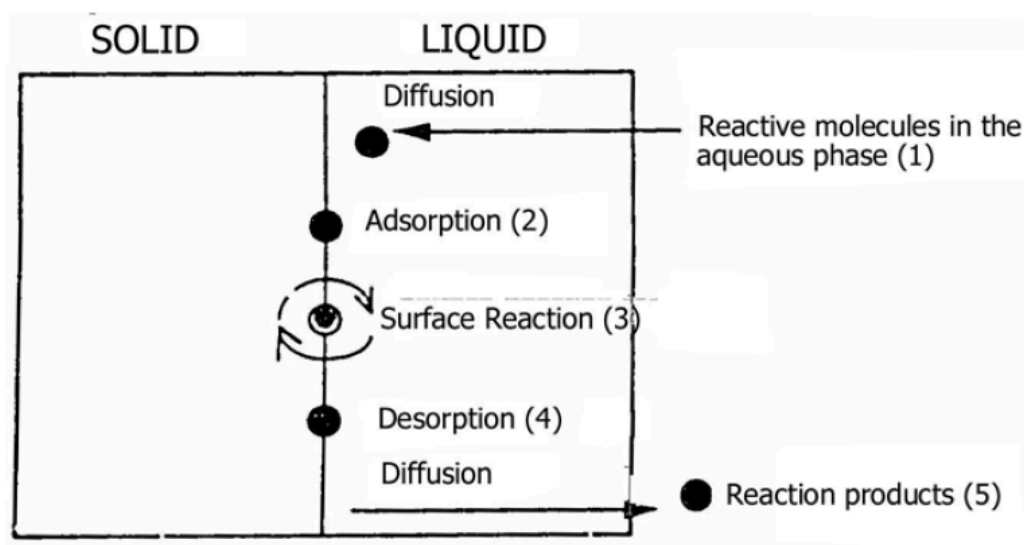 SOLID
LIQUID
Diffusion
Reactive molecules in the
aqueous phase (1)
Adsorption (2)
Surface Reaction (3)
Desorption (4)
Diffusion
Reaction products (5)